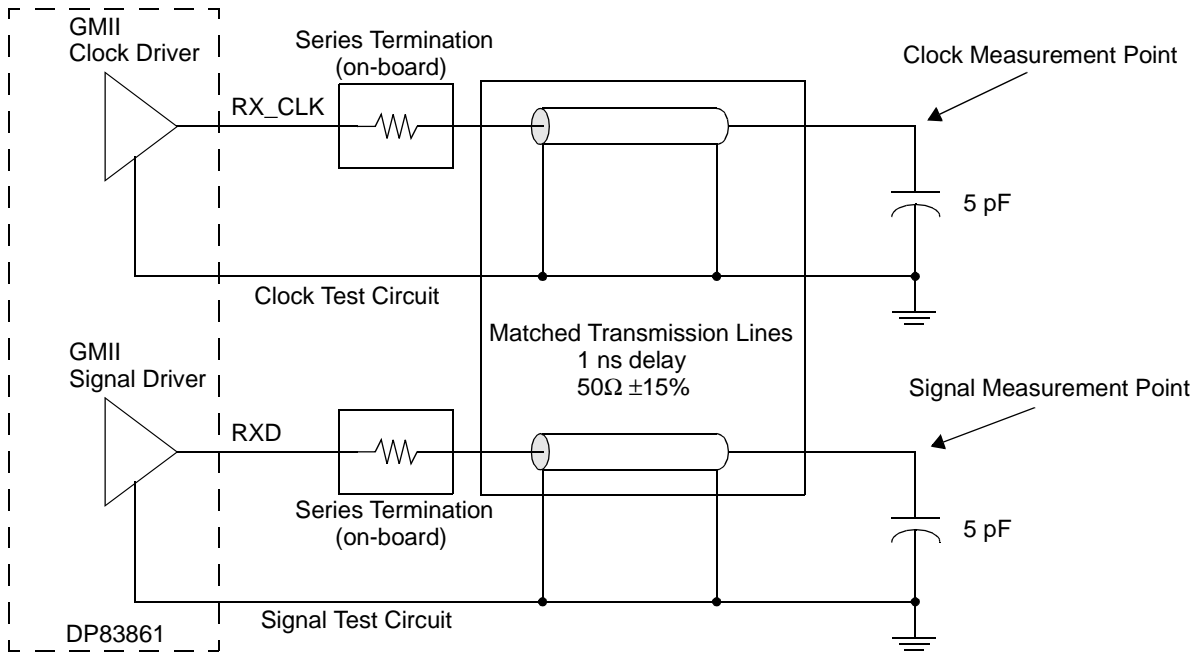 GMII
Clock Driver
Series Termination
(on-board)
RX_CLK
Clock Measurement Point
5 pF
Clock Test Circuit
Matched Transmission Lines
1 ns delay
50Ω ±15%
GMII
Signal Driver
RXD
Series Termination
(on-board)
Signal Measurement Point
5 pF
Signal Test Circuit
DP83861